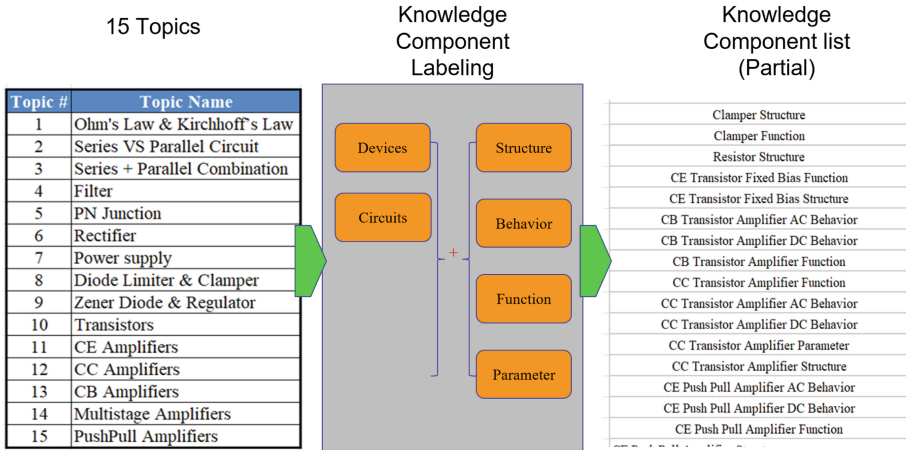 15 Topics
Topic # Topic Name
1 Ohm's Law & Kirchhoff's Law
2 Series VS Parallel Circuit
3 Series + Parallel Combination
4 Filter
5 PN Junction
6 Rectifier
7 Power supply
8 Diode Limiter & Clamper
9 Zener Diode & Regulator
10 Transistors
11 CE Amplifiers
12 CC Amplifiers
13 CB Amplifiers
14 Multistage Amplifiers
15 PushPull Amplifiers
Knowledge
Component
Labeling
Devices
Circuits
+
Structure
Behavior
Function
Parameter
Knowledge
Component list
(Partial)
Clamper Structure
Clamper Function
Resistor Structure
CE Transistor Fixed Bias Function
CE Transistor Fixed Bias Structure
CB Transistor Amplifier AC Behavior
CB Transistor Amplifier DC Behavior
CB Transistor Amplifier Function
CC Transistor Amplifier Function
CC Transistor Amplifier AC Behavior
CC Transistor Amplifier DC Behavior
CC Transistor Amplifier Parameter
CC Transistor Amplifier Structure
CE Push Pull Amplifier AC Behavior
CE Push Pull Amplifier DC Behavior
CE Push Pull Amplifier Function